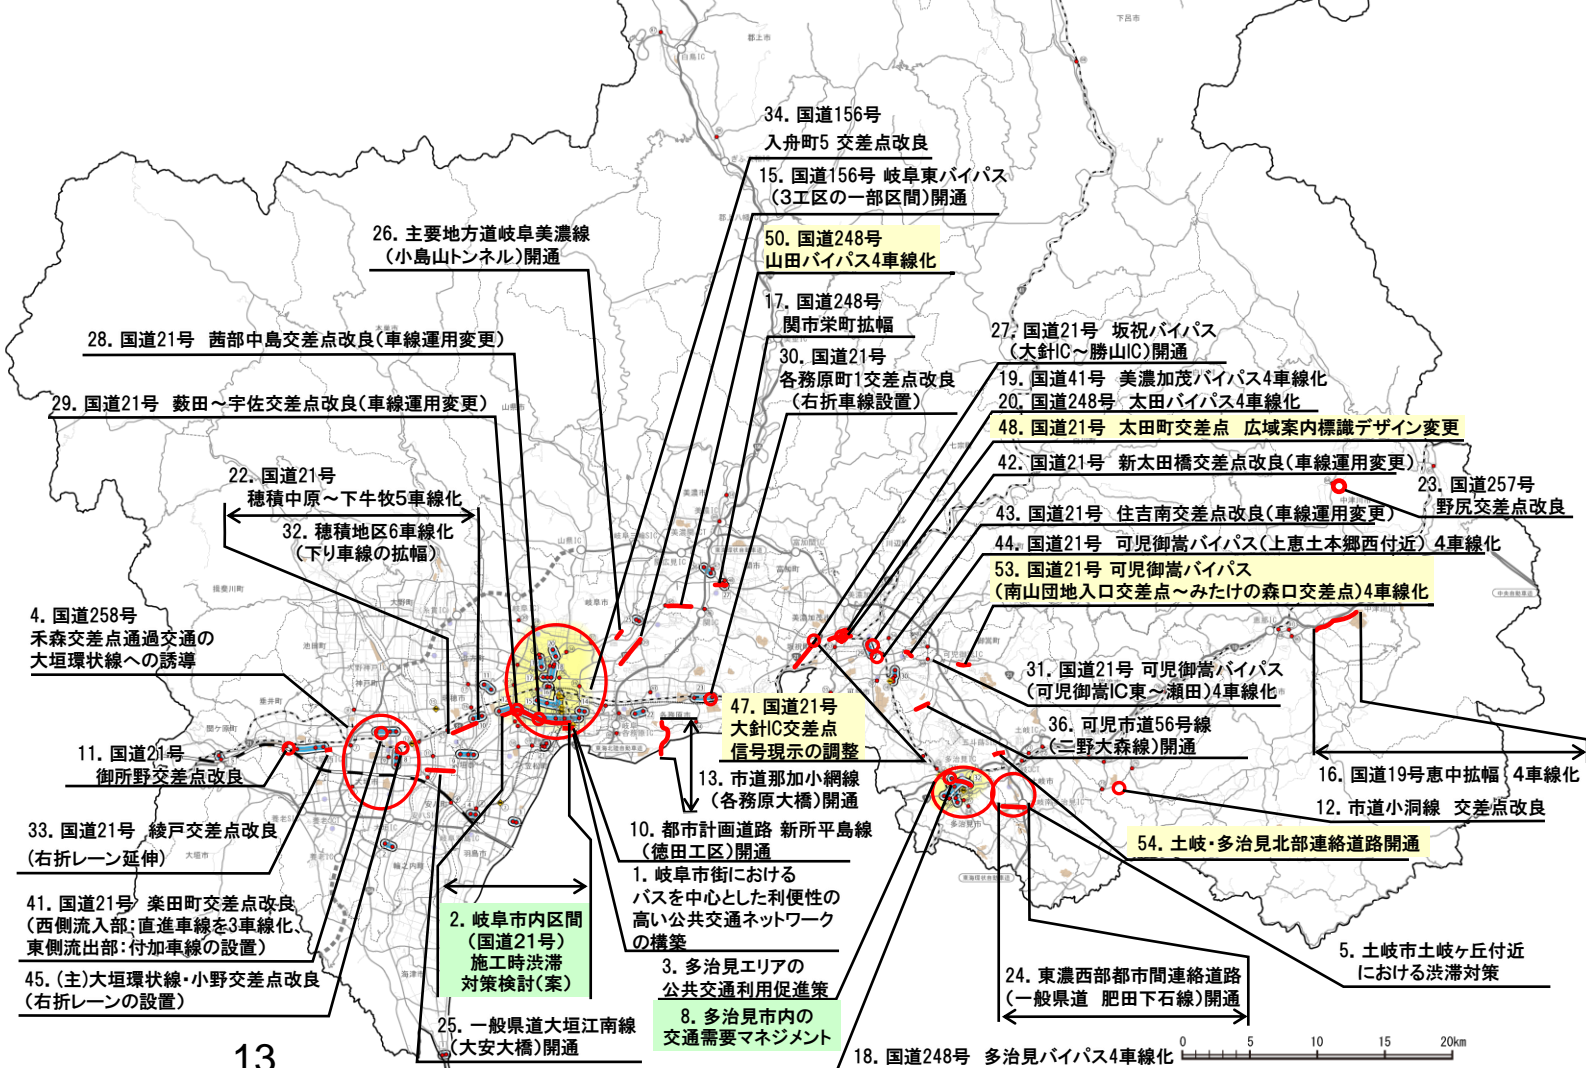 34. 国道156号
入舟町5 交差点改良
15. 国道156号 岐阜東バイパス
(3工区の一部区間)開通
26. 主要地方道岐阜美濃線
(小島山トンネル)開通
50. 国道248号
山田バイパス4車線化
17. 国道248号
関市栄町拡幅
28. 国道21号 茜部中島交差点改良(車線運用変更)
30. 国道21号
各務原町1交差点改良
(右折車線設置)
27. 国道21号 坂祝バイパス
(大針IC～勝山IC)開通
19. 国道41号 美濃加茂バイパス4車線化
20. 国道248号 太田バイパス4車線化
29. 国道21号 薮田～宇佐交差点改良(車線運用変更)
48. 国道21号 太田町交差点 広域案内標識デザイン変更
42. 国道21号 新太田橋交差点改良(車線運用変更)
22. 国道21号
穂積中原～下牛牧5車線化
23. 国道257号
野尻交差点改良
32. 穂積地区6車線化
(下り車線の拡幅)
43. 国道21号 住吉南交差点改良(車線運用変更)
44. 国道21号 可児御嵩バイパス(上恵土本郷西付近) 4車線化
53. 国道21号 可児御嵩バイパス
(南山団地入口交差点～みたけの森口交差点)4車線化
4. 国道258号
禾森交差点通過交通の
大垣環状線への誘導
31. 国道21号 可児御嵩バイパス
(可児御嵩IC東～瀬田)4車線化
47. 国道21号
大針IC交差点
信号現示の調整
36. 可児市道56号線
(二野大森線)開通
11. 国道21号
御所野交差点改良
13. 市道那加小網線
(各務原大橋)開通
16. 国道19号恵中拡幅 4車線化
12. 市道小洞線 交差点改良
33. 国道21号 綾戸交差点改良
(右折レーン延伸)
10. 都市計画道路 新所平島線
(徳田工区)開通
54. 土岐・多治見北部連絡道路開通
1. 岐阜市街における
バスを中心とした利便性の
高い公共交通ネットワーク
の構築
41. 国道21号 楽田町交差点改良
(西側流入部:直進車線を3車線化、
東側流出部:付加車線の設置)
2. 岐阜市内区間
(国道21号)
施工時渋滞
対策検討(案)
5. 土岐市土岐ヶ丘付近
における渋滞対策
45. (主)大垣環状線・小野交差点改良
(右折レーンの設置)
3. 多治見エリアの
公共交通利用促進策
24. 東濃西部都市間連絡道路
(一般県道 肥田下石線)開通
8. 多治見市内の
交通需要マネジメント
25. 一般県道大垣江南線
(大安大橋)開通
18. 国道248号 多治見バイパス4車線化
0 5 10 15 20km
13